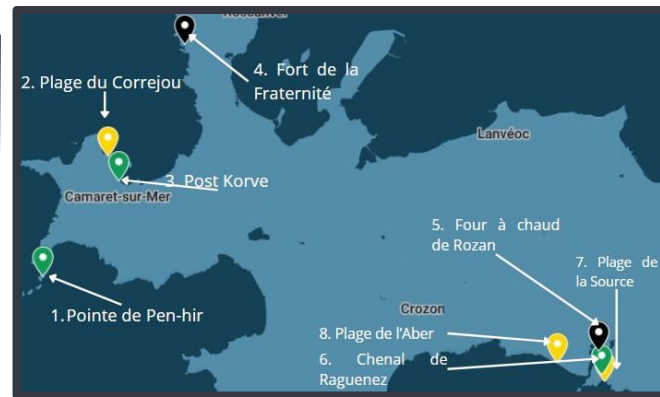 2. Plage du Correjou
4. Fort de la
Fraternité
Lanvéoc
3. Post Korve
Camaret-sur-Mer
5. Four à chaud
de Rozan
7. Plage de
la Source
1. Pointe de Pen-hir
Crozon
8. Plage de l'Aber
6. Chenal de
Raguenez